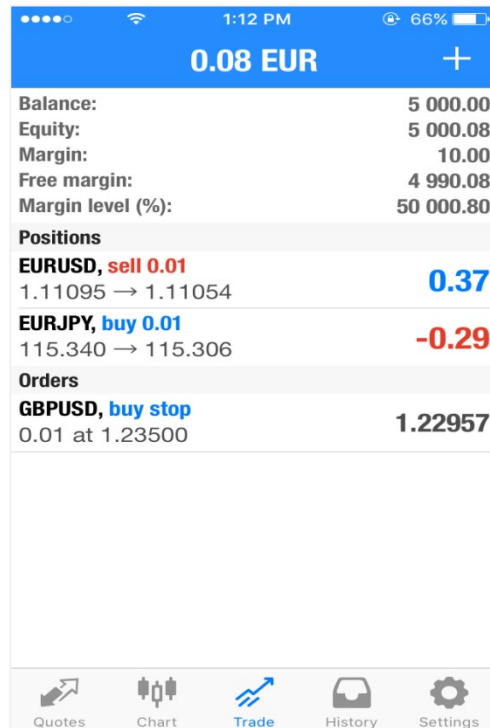 1:12 PM 66%
0.08 EUR +
Balance: 5 000.00
Equity: 5 000.08
Margin: 10.00
Free margin: 4 990.08
Margin level (%): 50 000.80
Positions
EURUSD, sell 0.01
1.11095 → 1.11054 0.37
EURJPY, buy 0.01
115.340 → 115.306 -0.29
Orders
GBPUSD, buy stop
0.01 at 1.23500 1.22957
Quotes Chart Trade History Settings